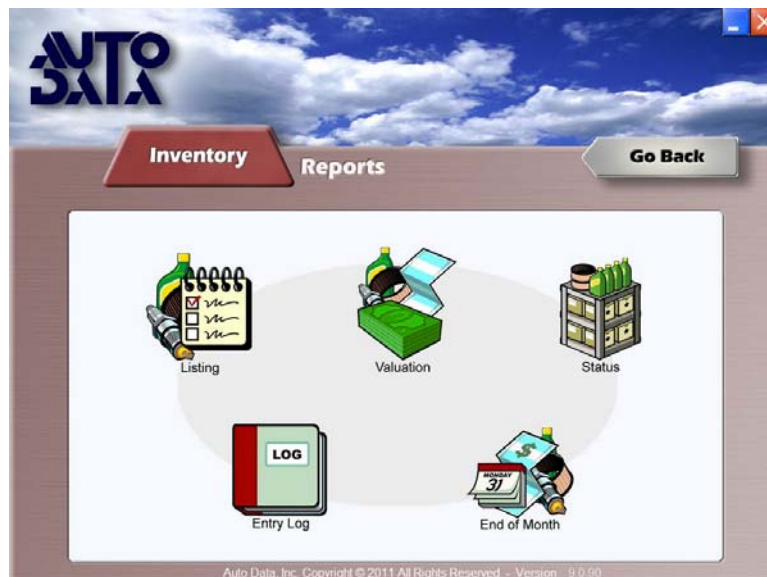 AUTO
DATA
Inventory
Reports
Go Back
Listing
Valuation
Status
LOG
MONDAY
31
Entry Log
End of Month
Auto Data, Inc. Copyright © 2011 All Rights Reserved - Version 9.0.90